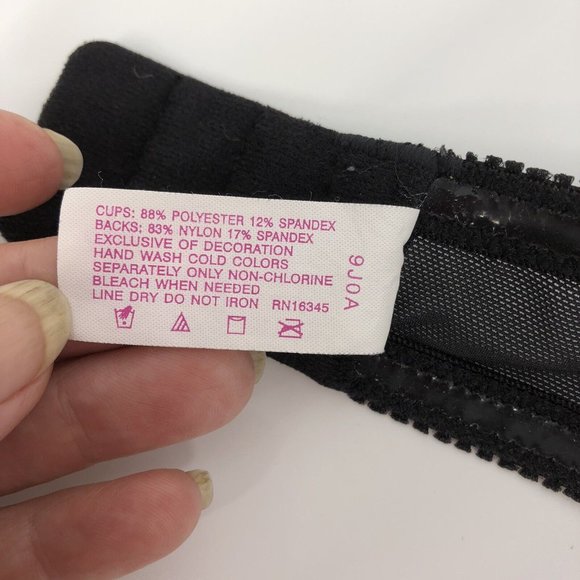 CUPS: 88% POLYESTER 12% SPANDEX
BACKS: 83% NYLON 17% SPANDEX
EXCLUSIVE OF DECORATION
HAND WASH COLD COLORS
SEPARATELY ONLY NON-CHLORINE
BLEACH WHEN NEEDED
LINE DRY DO NOT IRON RN16345
9J0A